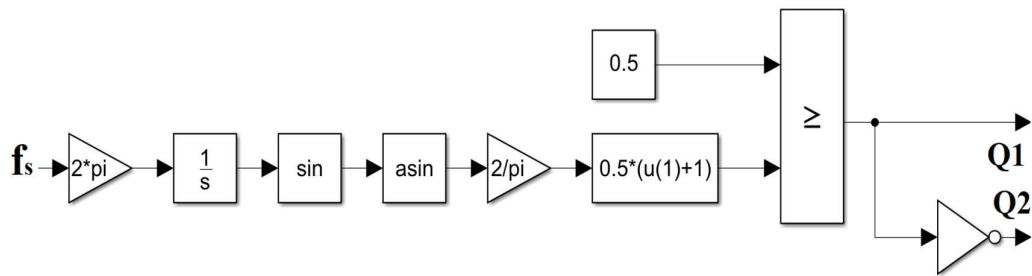 0.5
≥
fs
2*pi
1
s
sin
asin
2/pi
0.5*(u(1)+1)
Q1
Q2